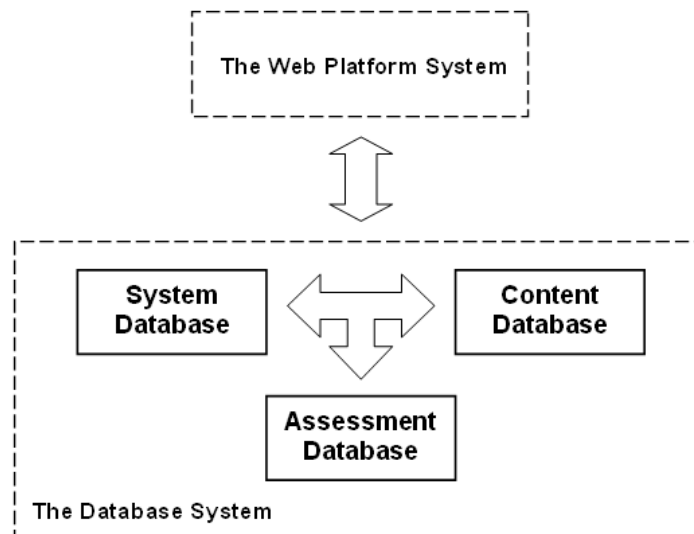 The Web Platform System
System
Database
Content
Database
Assessment
Database
The Database System